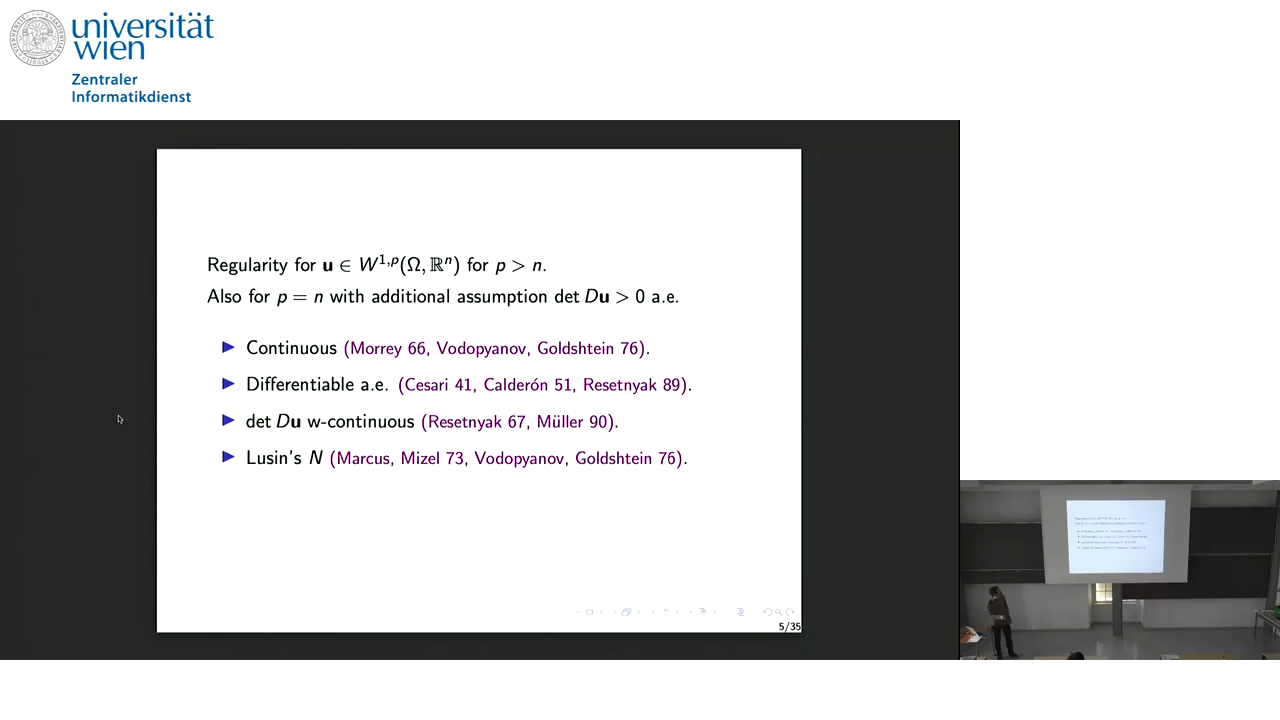 universität
wien
Zentraler
Informatikdienst
Regularity for u ∈ W^{1,p}(Ω, ℝⁿ) for p > n.
Also for p = n with additional assumption det Du > 0 a.e.
▶ Continuous (Morrey 66, Vodopyanov, Goldshtein 76).
▶ Differentiable a.e. (Cesari 41, Calderón 51, Resetnyak 89).
▶ det Du w-continuous (Resetnyak 67, Müller 90).
▶ Lusin's N (Marcus, Mizel 73, Vodopyanov, Goldshtein 76).
5/35